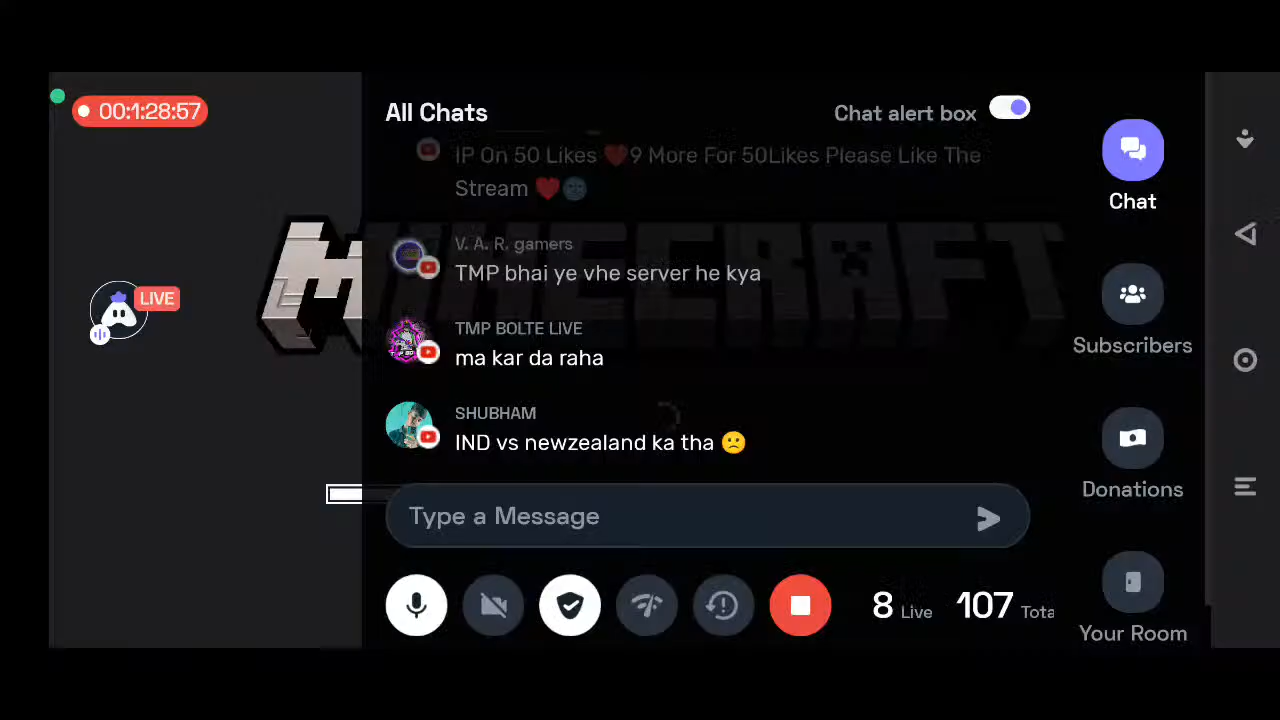 00:1:28:57
All Chats
Chat alert box
IP On 50 Likes ❤️9 More For 50Likes Please Like The
Stream ❤️🌚
Chat
MINECRAFT
V. A. R. gamers
TMP bhai ye vhe server he kya
LIVE
TMP BOLTE LIVE
ma kar da raha
Subscribers
SHUBHAM
IND vs newzealand ka tha 🙁
Donations
Type a Message
8 Live
107 Tota
Your Room